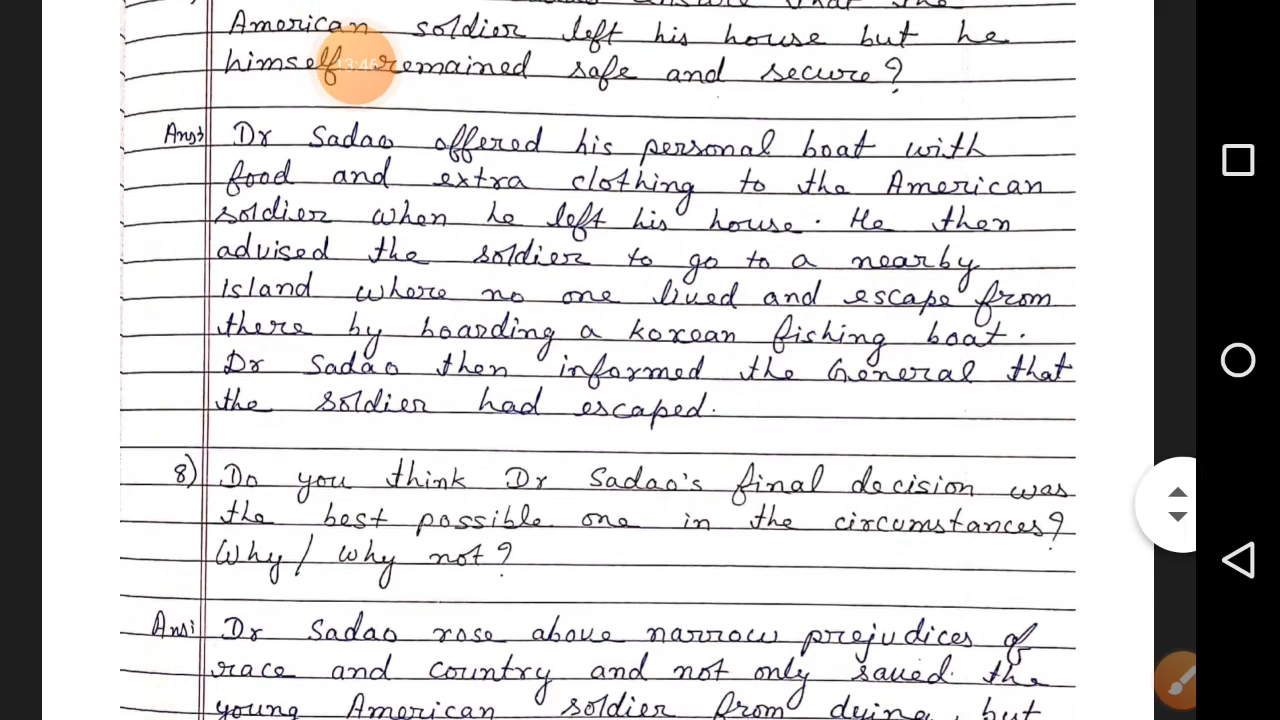 ensure that the
American soldier left his house but he
himself remained safe and secure?
13:46
Ans: Dr Sadao offered his personal boat with
food and extra clothing to the American
soldier when he left his house. He then
advised the soldier to go to a nearby
Island where no one lived and escape from
there by boarding a korean fishing boat.
Dr Sadao then informed the General that
the soldier had escaped.
8) Do you think Dr Sadao's final decision was
the best possible one in the circumstances?
Why / Why not?
Ans: Dr Sadao rose above narrow prejudices of
race and country and not only saved the
young American soldier from dying, but